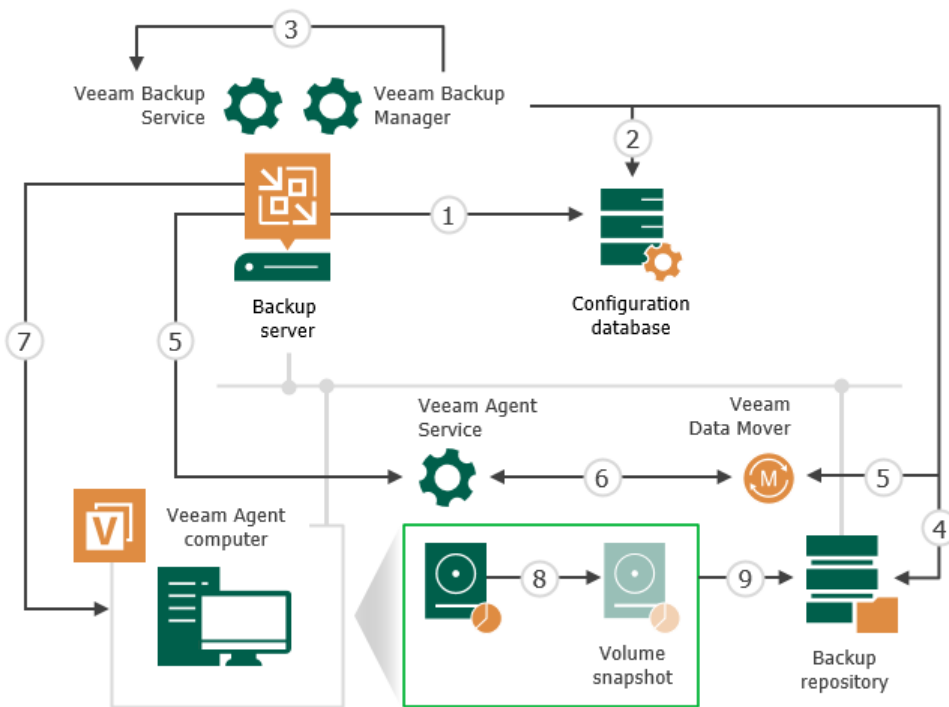 3
Veeam Backup
Service
Veeam Backup
Manager
2
1
Backup
server
Configuration
database
7
5
Veeam Agent
Service
Veeam
Data Mover
6
M
5
V
Veeam Agent
computer
4
8
9
Volume
snapshot
Backup
repository